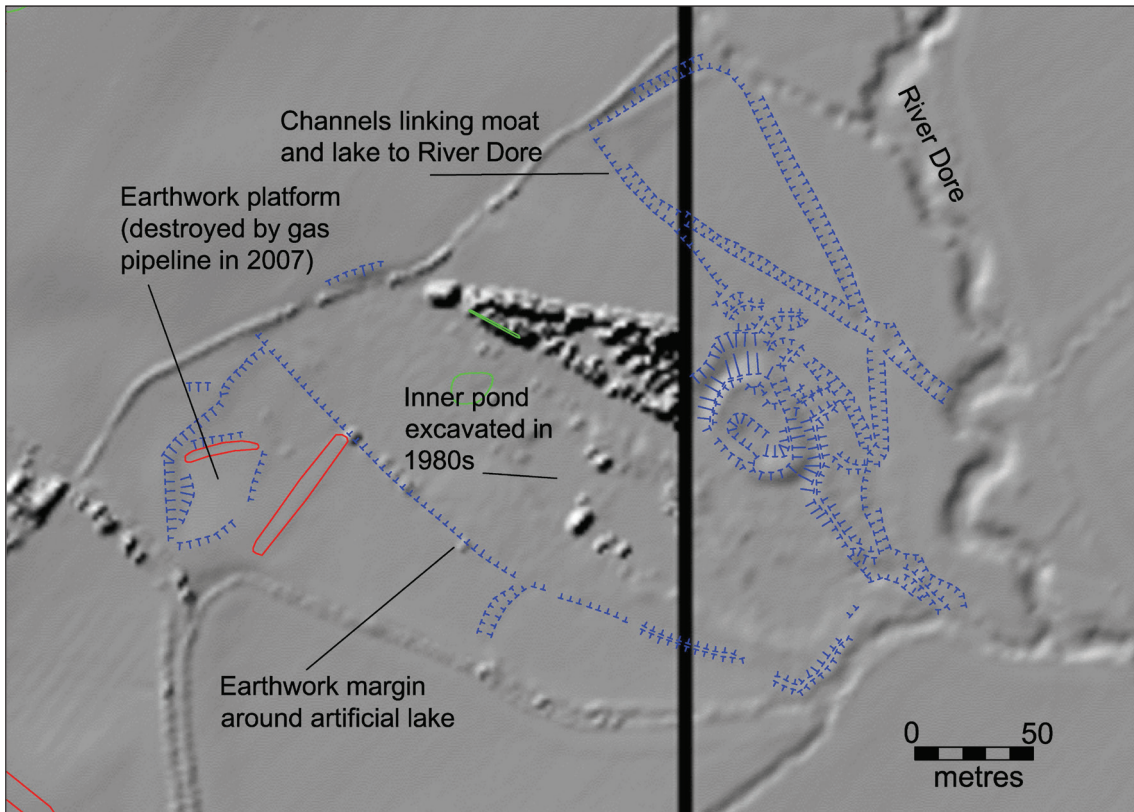 Channels linking moat
and lake to River Dore
River Dore
Earthwork platform
(destroyed by gas
pipeline in 2007)
Inner pond
excavated in
1980s
Earthwork margin
around artificial lake
0 50
metres